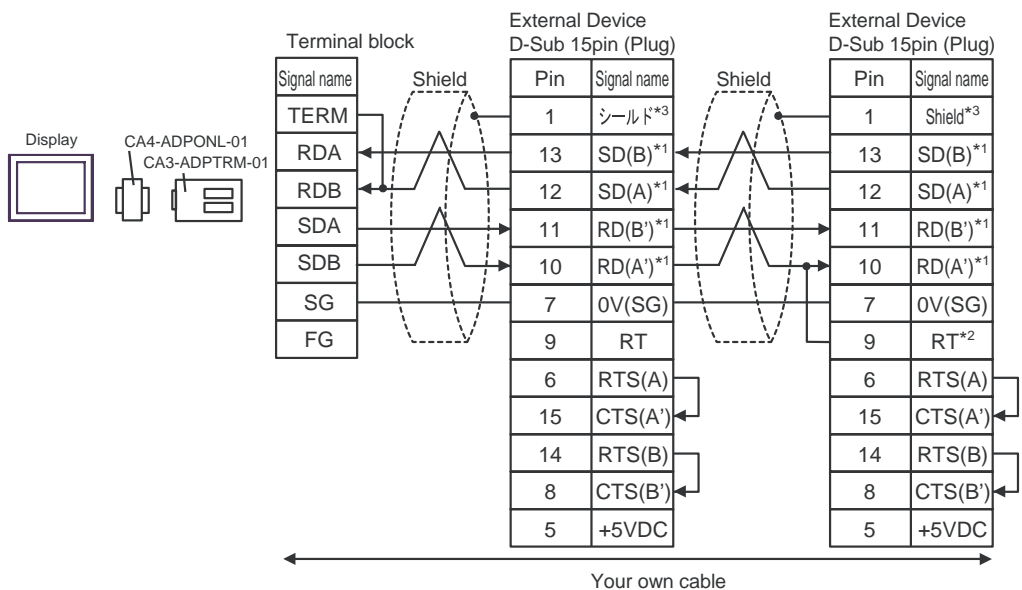 Display
CA4-ADPONL-01
CA3-ADPTRM-01
Terminal block
Signal name
TERM
RDA
RDB
SDA
SDB
SG
FG
Shield
External Device
D-Sub 15pin (Plug)
Pin Signal name
1 シールド*3
13 SD(B)*1
12 SD(A)*1
11 RD(B')*1
10 RD(A')*1
7 0V(SG)
9 RT
6 RTS(A)
15 CTS(A')
14 RTS(B)
8 CTS(B')
5 +5VDC
Shield
External Device
D-Sub 15pin (Plug)
Pin Signal name
1 Shield*3
13 SD(B)*1
12 SD(A)*1
11 RD(B')*1
10 RD(A')*1
7 0V(SG)
9 RT*2
6 RTS(A)
15 CTS(A')
14 RTS(B)
8 CTS(B')
5 +5VDC
Your own cable